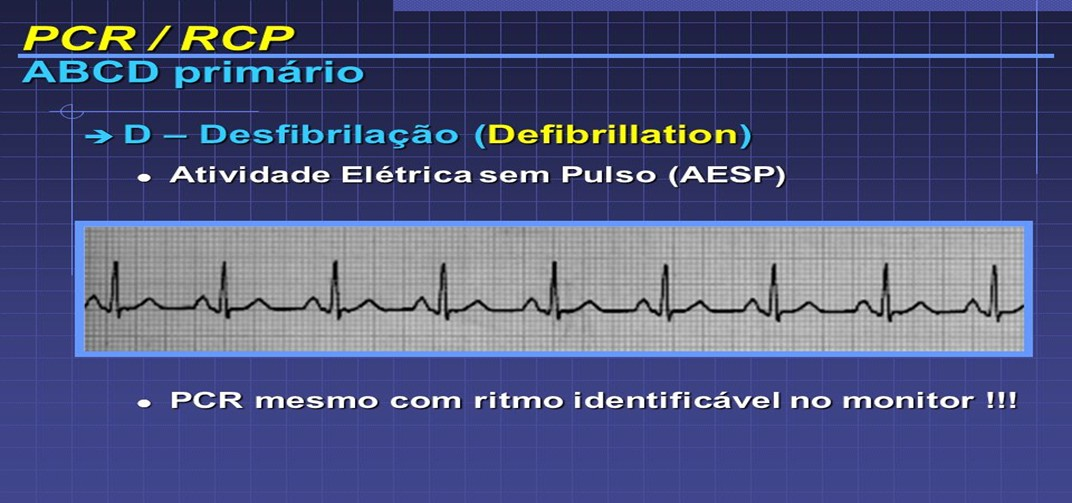 PCR / RCP
ABCD primário
➔ D – Desfibrilação (Defibrillation)
• Atividade Elétrica sem Pulso (AESP)
• PCR mesmo com ritmo identificável no monitor !!!